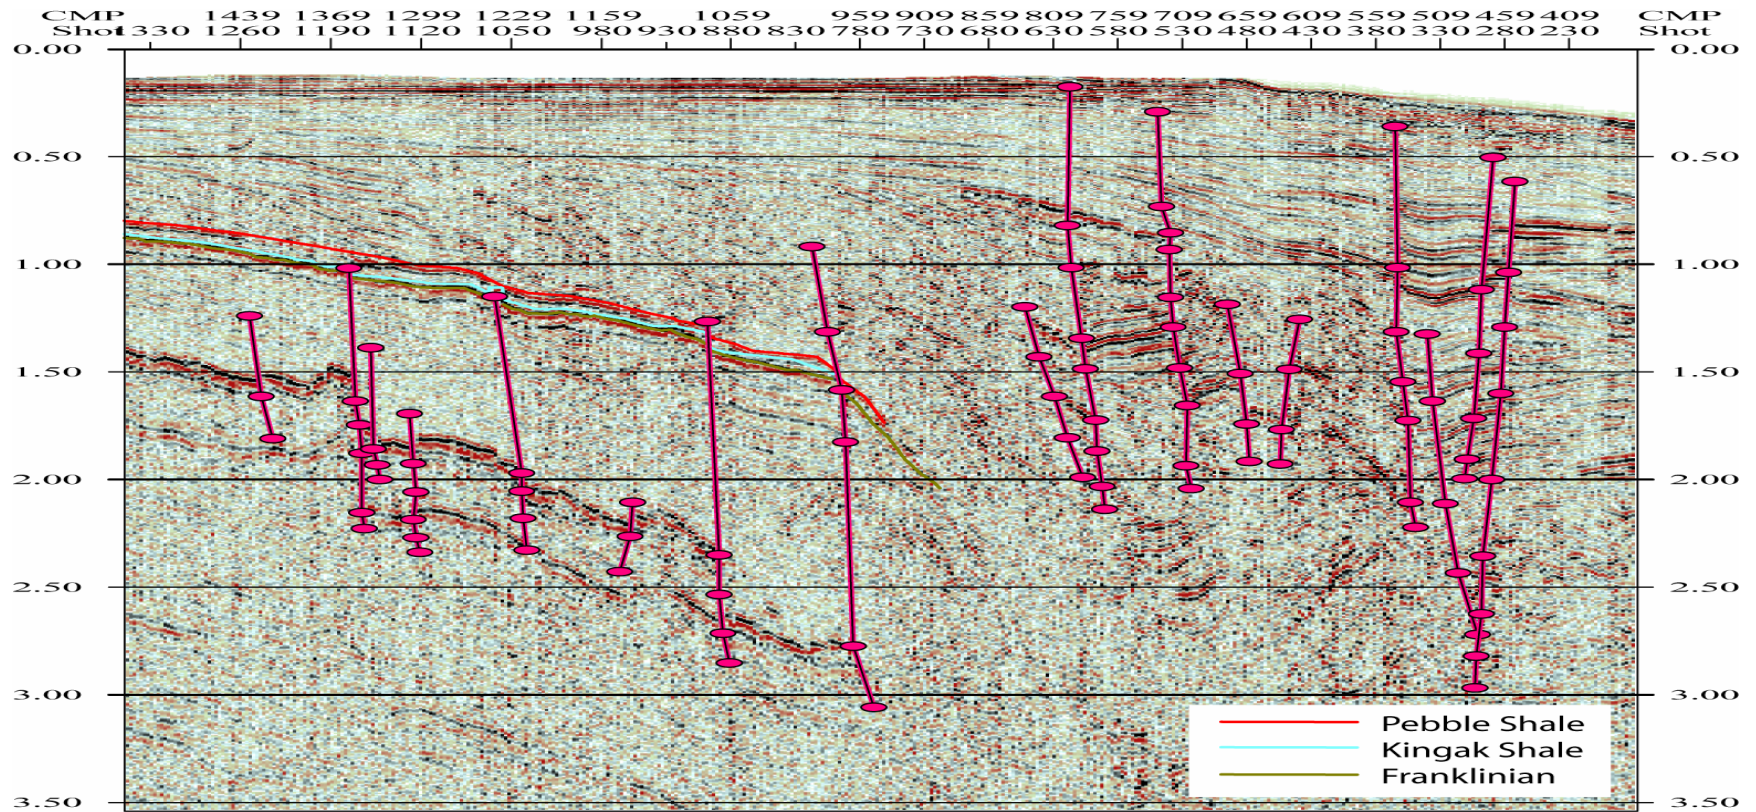 CMP 1439 1369 1299 1229 1159 1059 959 909 859 809 759 709 659 609 559 509 459 409 CMP
Shot 1330 1260 1190 1120 1050 980 930 880 830 780 730 680 630 580 530 480 430 380 330 280 230 Shot
0.00 0.00
0.50 0.50
1.00 1.00
1.50 1.50
2.00 2.00
2.50 2.50
3.00 3.00
Pebble Shale
Kingak Shale
Franklinian
3.50 3.50